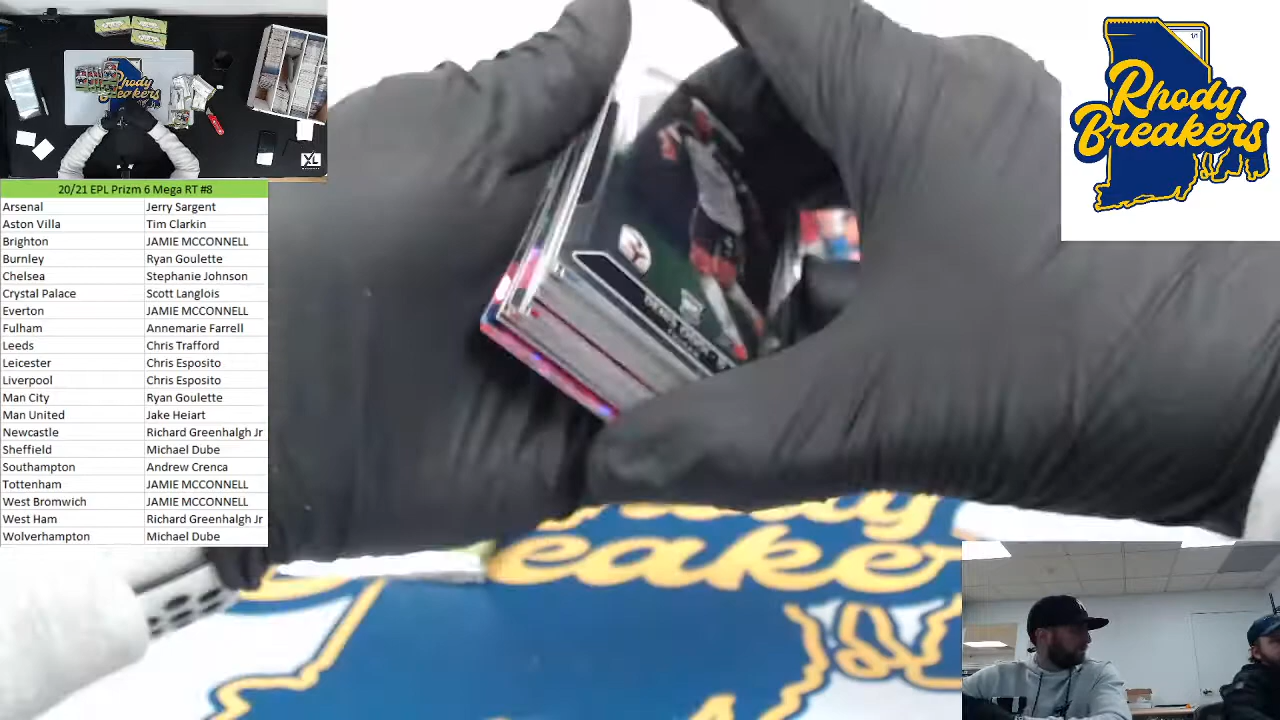 Rhody
Breakers
XL
20/21 EPL Prizm 6 Mega RT #8
Arsenal Jerry Sargent
Aston Villa Tim Clarkin
Brighton JAMIE MCCONNELL
Burnley Ryan Goulette
Chelsea Stephanie Johnson
Crystal Palace Scott Langlois
Everton JAMIE MCCONNELL
Fulham Annemarie Farrell
Leeds Chris Trafford
Leicester Chris Esposito
Liverpool Chris Esposito
Man City Ryan Goulette
Man United Jake Heiart
Newcastle Richard Greenhalgh Jr
Sheffield Michael Dube
Southampton Andrew Crenca
Tottenham JAMIE MCCONNELL
West Bromwich JAMIE MCCONNELL
West Ham Richard Greenhalgh Jr
Wolverhampton Michael Dube
Rhody
Breakers